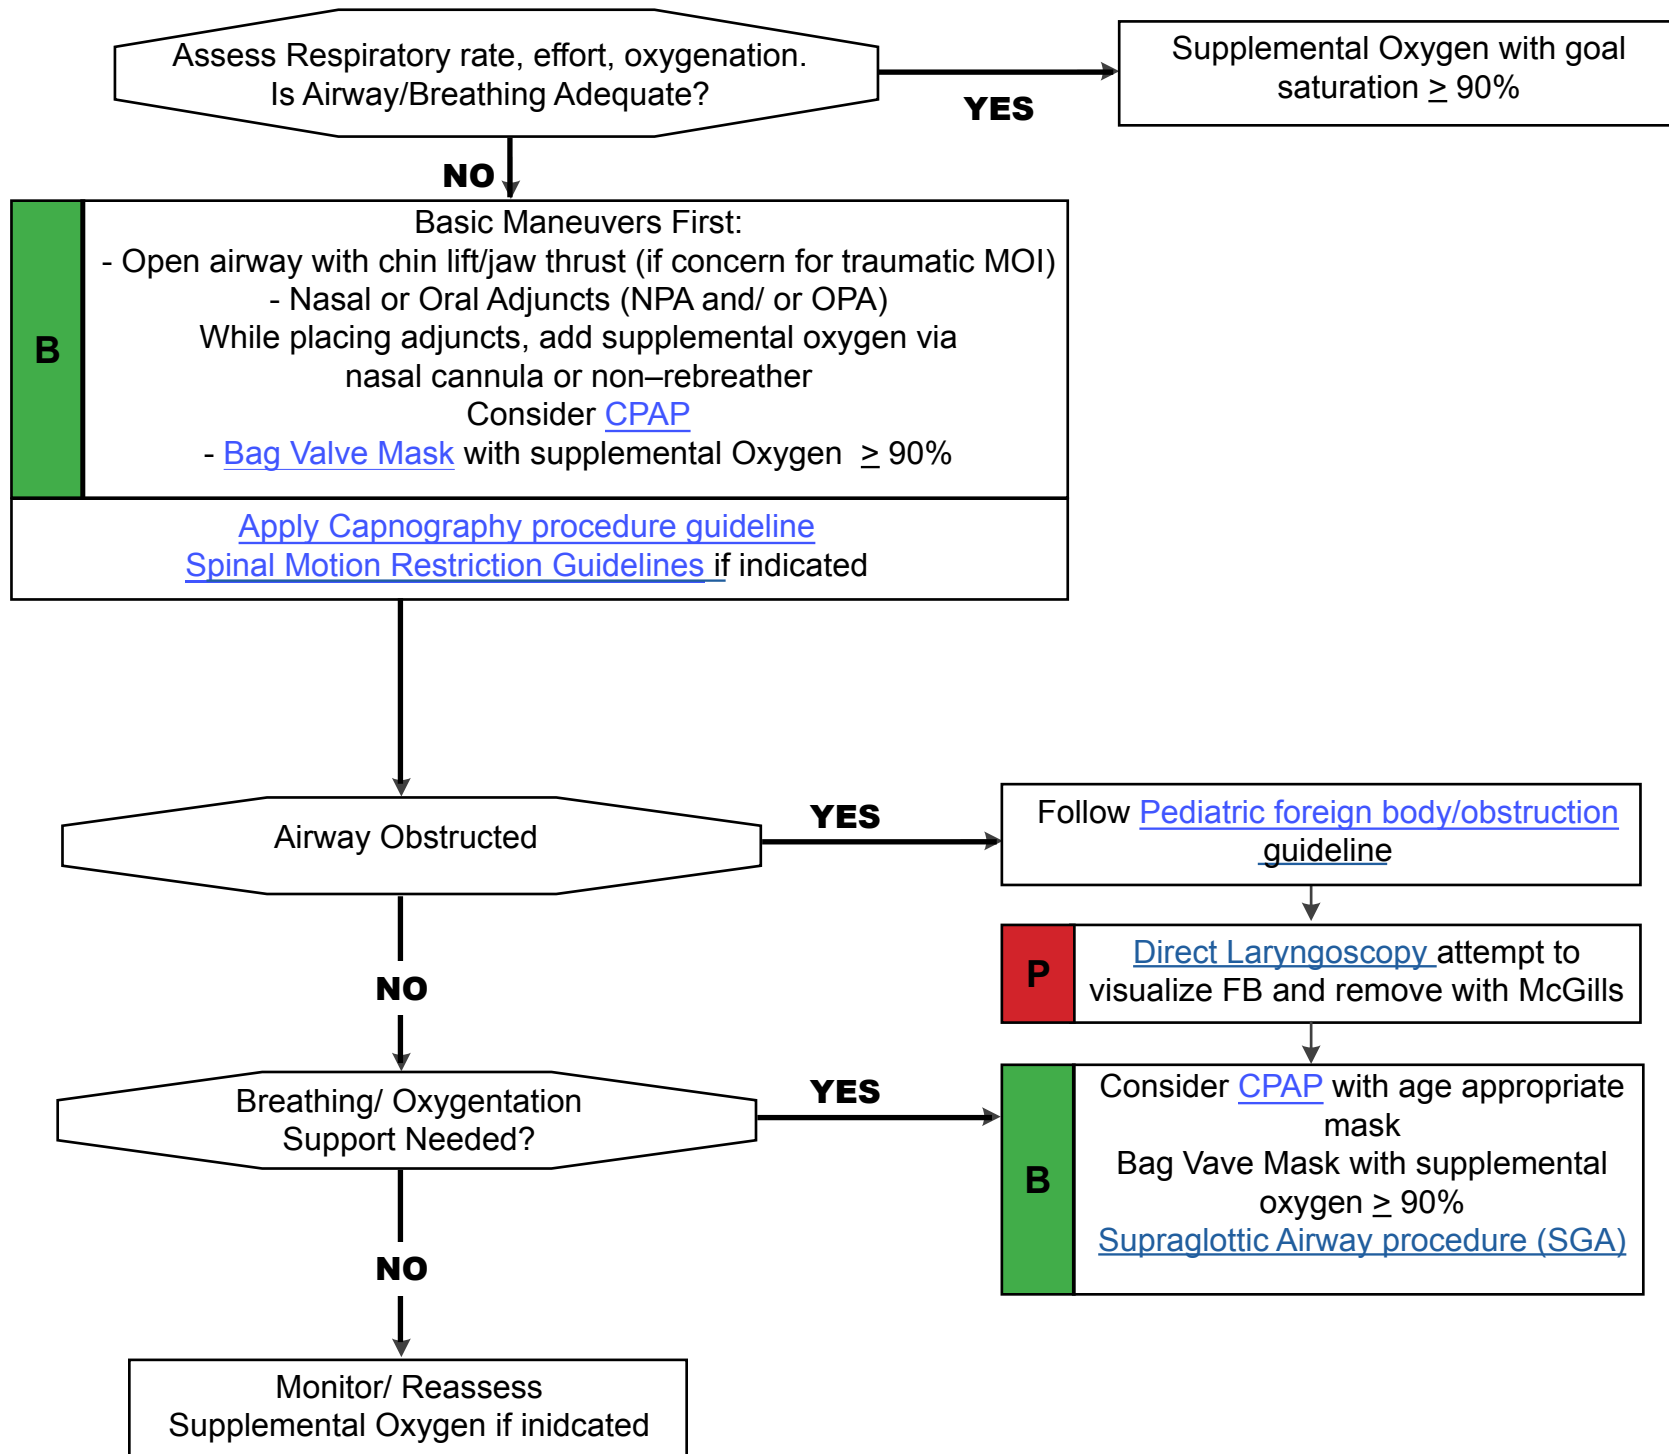 Assess Respiratory rate, effort, oxygenation.
Is Airway/Breathing Adequate?
YES
Supplemental Oxygen with goal
saturation ≥ 90%
NO
B
Basic Maneuvers First:
- Open airway with chin lift/jaw thrust (if concern for traumatic MOI)
- Nasal or Oral Adjuncts (NPA and/ or OPA)
While placing adjuncts, add supplemental oxygen via
nasal cannula or non–rebreather
Consider CPAP
- Bag Valve Mask with supplemental Oxygen ≥ 90%
Apply Capnography procedure guideline
Spinal Motion Restriction Guidelines if indicated
Airway Obstructed
YES
Follow Pediatric foreign body/obstruction
guideline
P
Direct Laryngoscopy attempt to
visualize FB and remove with McGills
NO
Breathing/ Oxygentation
Support Needed?
YES
B
Consider CPAP with age appropriate
mask
Bag Vave Mask with supplemental
oxygen ≥ 90%
Supraglottic Airway procedure (SGA)
NO
Monitor/ Reassess
Supplemental Oxygen if inidcated